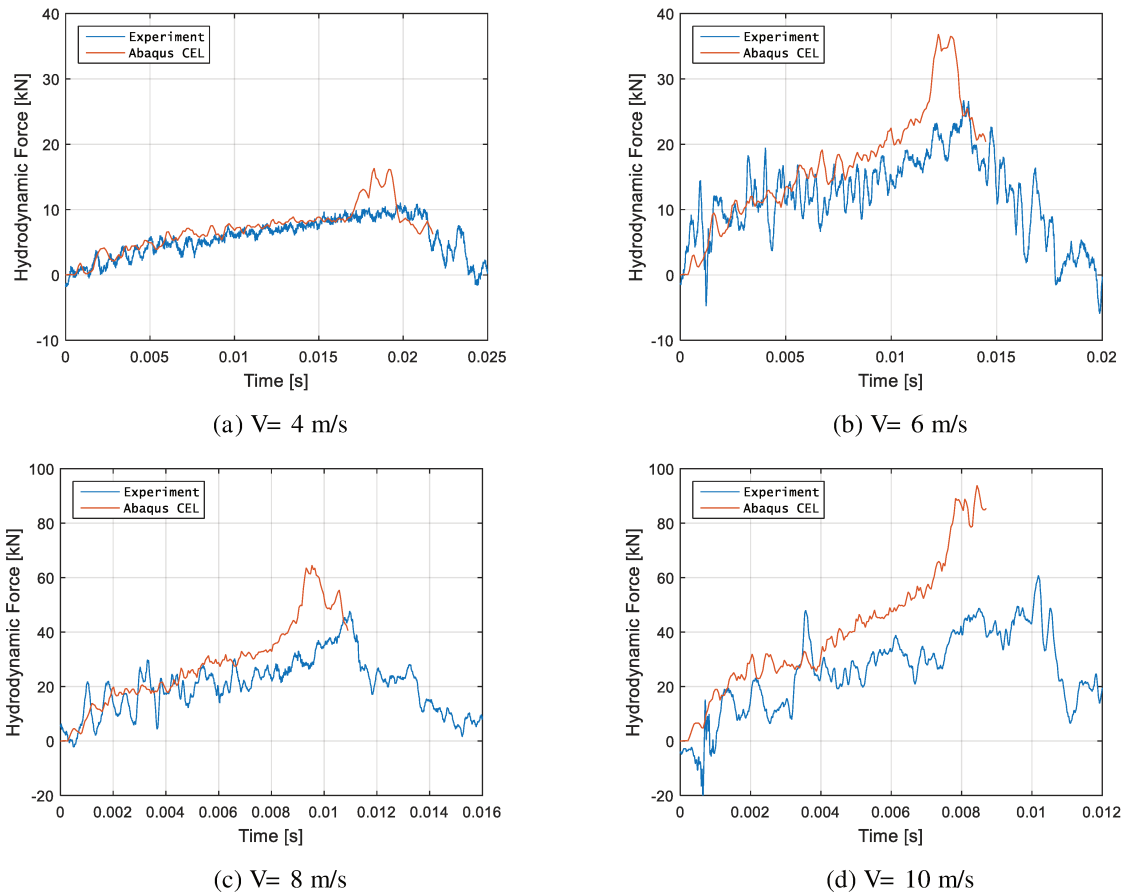 Hydrodynamic Force [kN]
40
30
20
10
0
-10
Experiment
Abaqus CEL
0 0.005 0.01 0.015 0.02 0.025
Time [s]
(a) V= 4 m/s
Hydrodynamic Force [kN]
40
30
20
10
0
-10
Experiment
Abaqus CEL
0 0.005 0.01 0.015 0.02
Time [s]
(b) V= 6 m/s
Hydrodynamic Force [kN]
100
80
60
40
20
0
-20
Experiment
Abaqus CEL
0 0.002 0.004 0.006 0.008 0.01 0.012 0.014 0.016
Time [s]
(c) V= 8 m/s
Hydrodynamic Force [kN]
100
80
60
40
20
0
-20
Experiment
Abaqus CEL
0 0.002 0.004 0.006 0.008 0.01 0.012
Time [s]
(d) V= 10 m/s